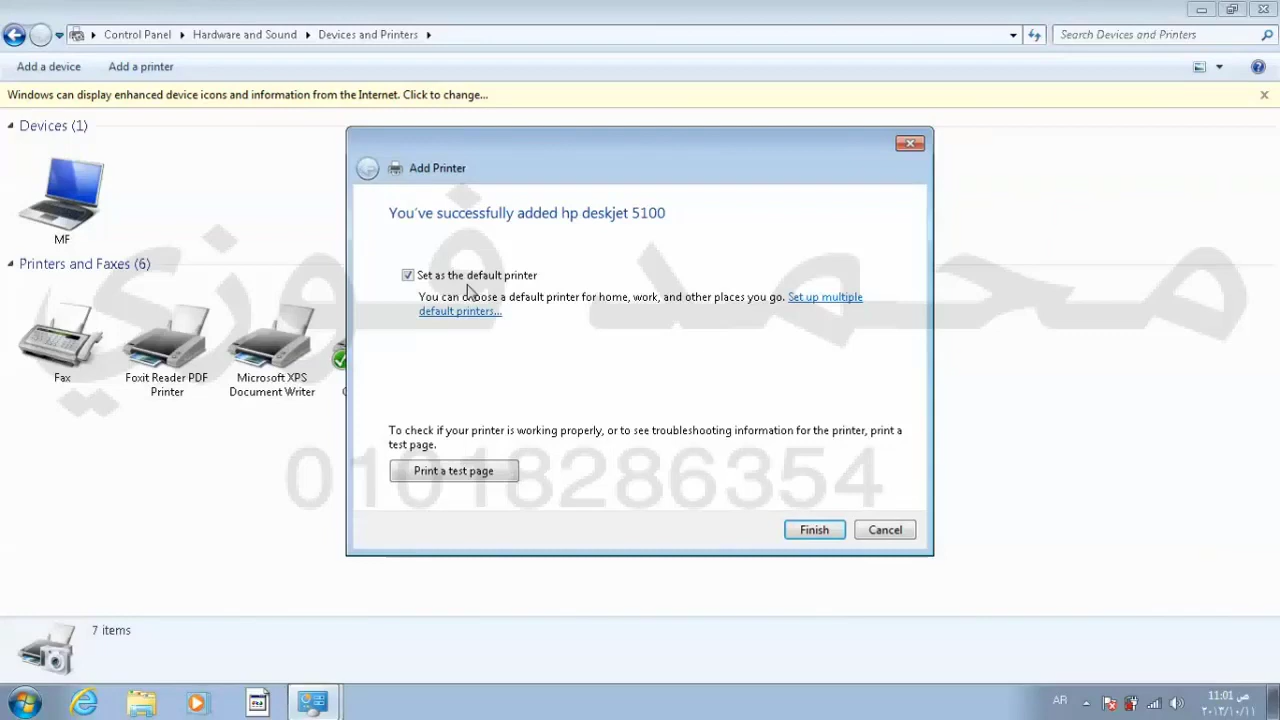 Control Panel
Hardware and Sound
Devices and Printers
Search Devices and Printers
Add a device
Add a printer
Windows can display enhanced device icons and information from the Internet. Click to change...
Devices (1)
MF
Printers and Faxes (6)
Fax
Foxit Reader PDF
Printer
Microsoft XPS
Document Writer
Add Printer
You've successfully added hp deskjet 5100
Set as the default printer
You can choose a default printer for home, work, and other places you go. Set up multiple
default printers...
محمد فوزي
To check if your printer is working properly, or to see troubleshooting information for the printer, print a
test page.
Print a test page
01018286354
Finish
Cancel
7 items
AR
11:01 ص
٢٠١٣/١٠/١١